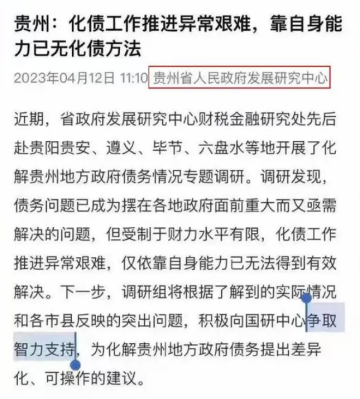 贵州：化债工作推进异常艰难，靠自身能
力已无化债方法
2023年04月12日 11:10 贵州省人民政府发展研究中心
近期，省政府发展研究中心财税金融研究处先后
赴贵阳贵安、遵义、毕节、六盘水等地开展了化
解贵州地方政府债务情况专题调研。调研发现，
债务问题已成为摆在各地政府面前重大而又亟需
解决的问题，但受制于财力水平有限，化债工作
推进异常艰难，仅依靠自身能力已无法得到有效
解决。下一步，调研组将根据了解到的实际情况
和各市县反映的突出问题，积极向国研中心争取
智力支持，为化解贵州地方政府债务提出差异
化、可操作的建议。